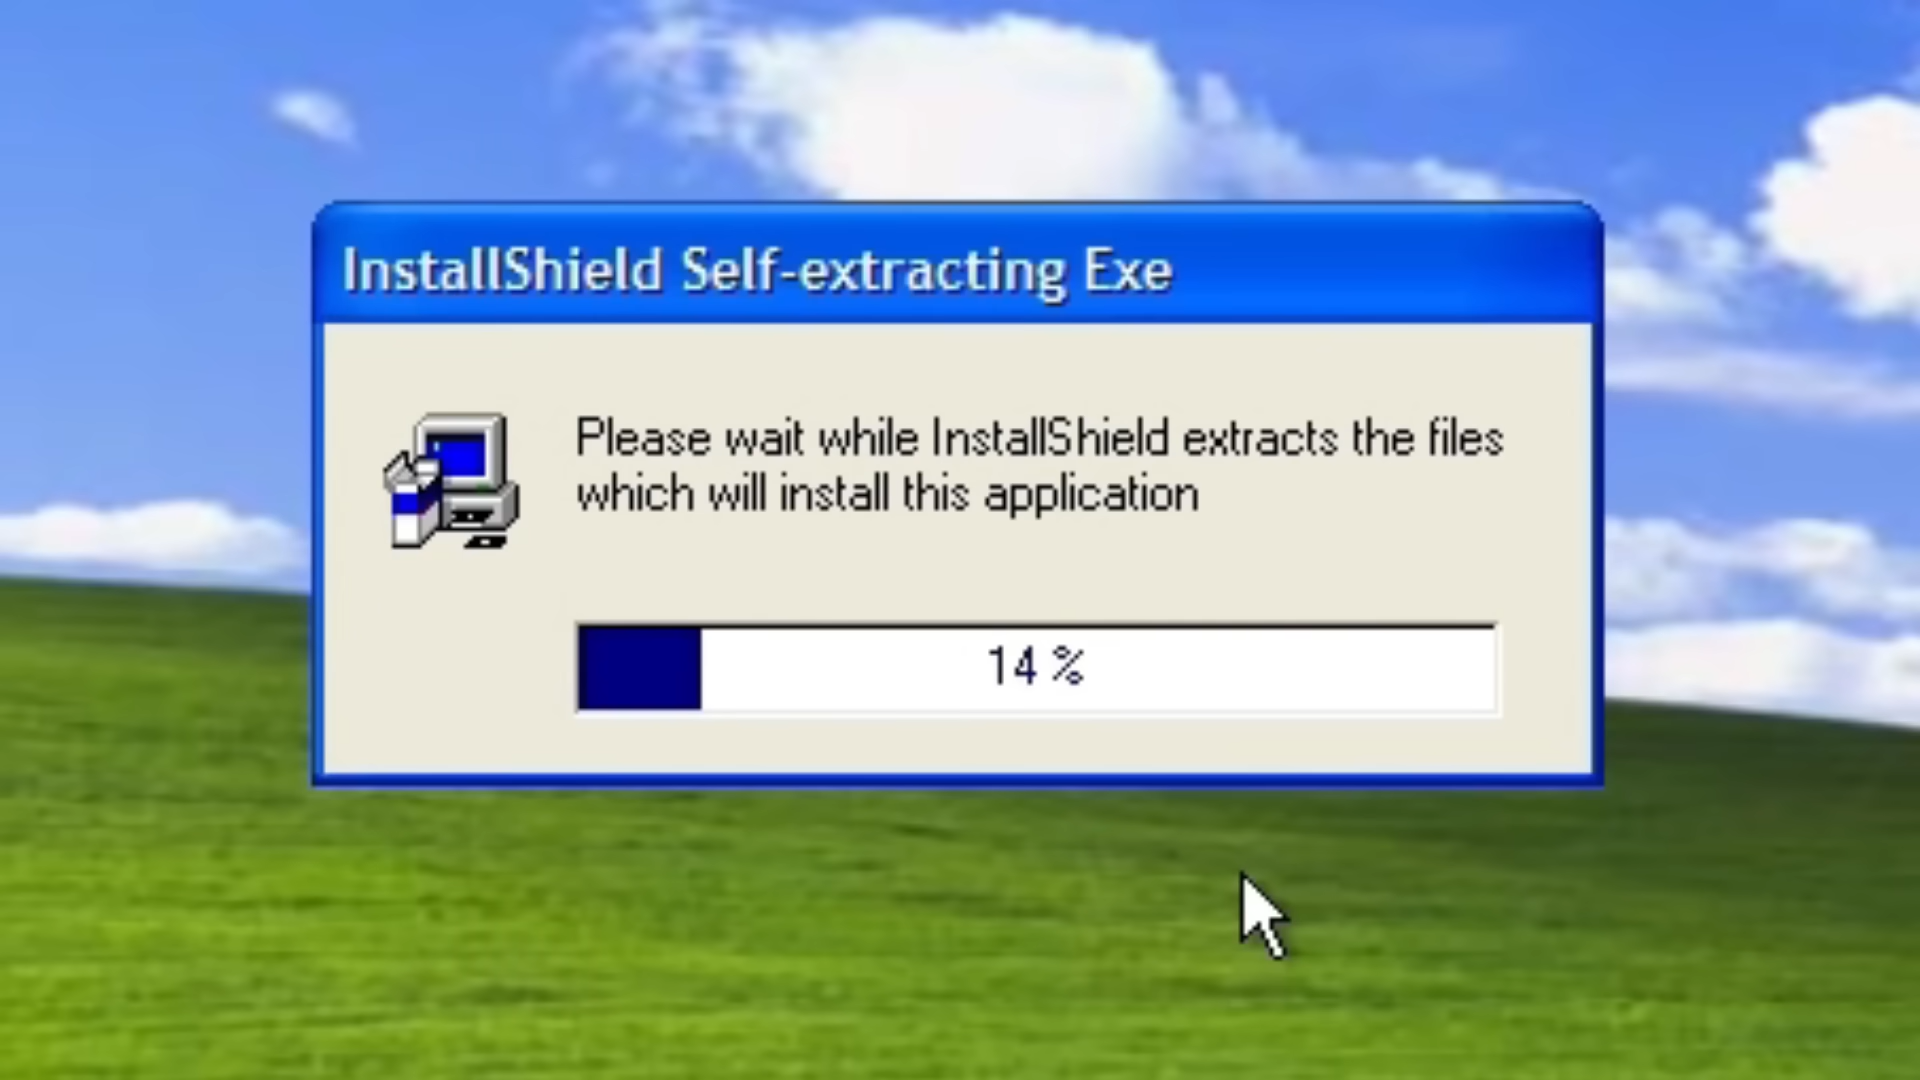 InstallShield Self-extracting Exe
Please wait while InstallShield extracts the files
which will install this application
14 %